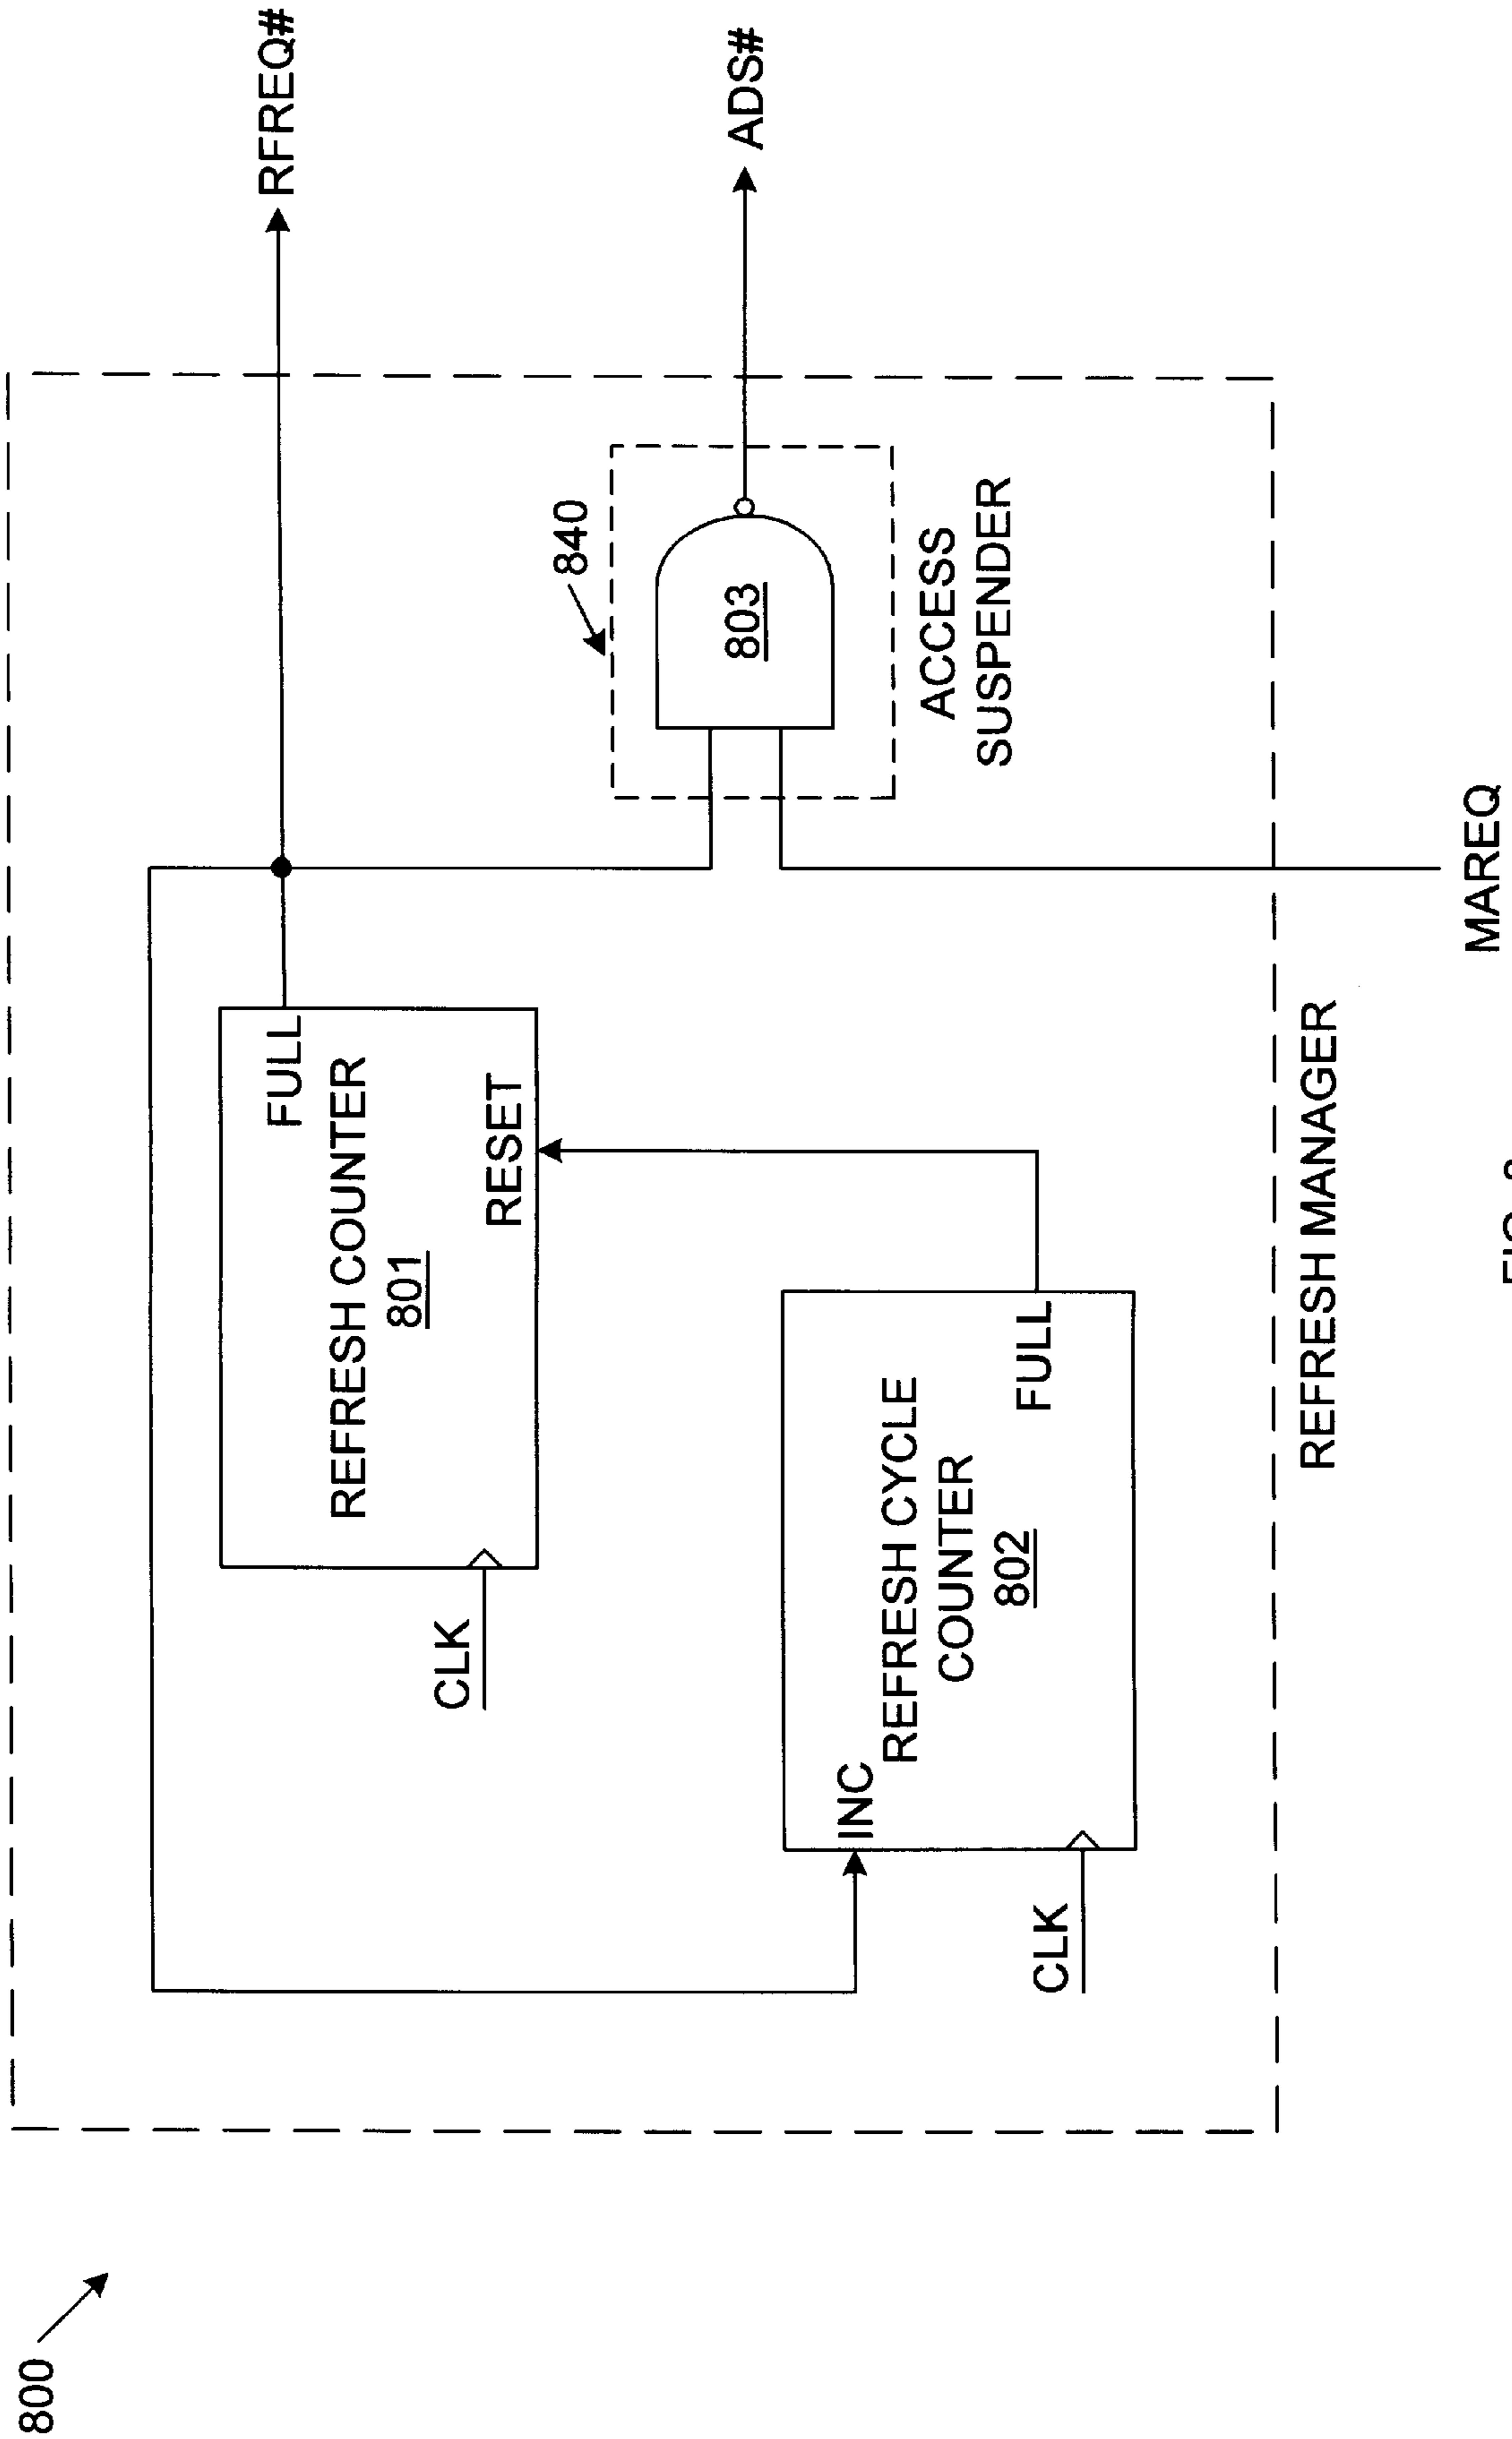 800
RFREQ#
FULL
REFRESH COUNTER
801
RESET
CLK
840
803
ADS#
ACCESS
SUSPENDER
INC
REFRESH CYCLE
COUNTER
802
FULL
CLK
REFRESH MANAGER
MAREQ